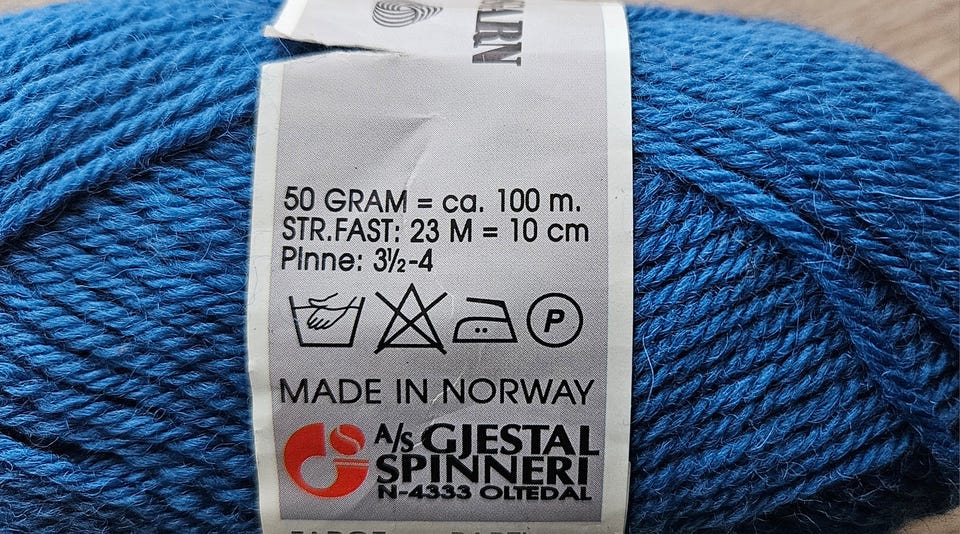 50 GRAM = ca. 100 m.
STR.FAST: 23 M = 10 cm
Pinne: 3½-4
P
MADE IN NORWAY
A/S GJESTAL
SPINNERI
N-4333 OLTEDAL